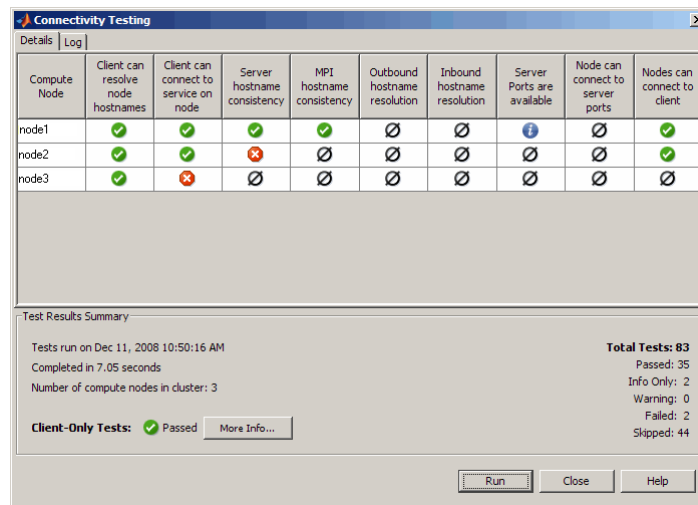 Connectivity Testing
Details
Log
Compute
Node
Client can
resolve
node
hostnames
Client can
connect to
service on
node
Server
hostname
consistency
MPI
hostname
consistency
Outbound
hostname
resolution
Inbound
hostname
resolution
Server
Ports are
available
Node can
connect to
server
ports
Nodes can
connect to
client
node1
node2
node3
Test Results Summary
Tests run on Dec 11, 2008 10:50:16 AM
Completed in 7.05 seconds
Number of compute nodes in cluster: 3
Client-Only Tests: Passed More Info...
Total Tests: 83
Passed: 35
Info Only: 2
Warning: 0
Failed: 2
Skipped: 44
Run Close Help